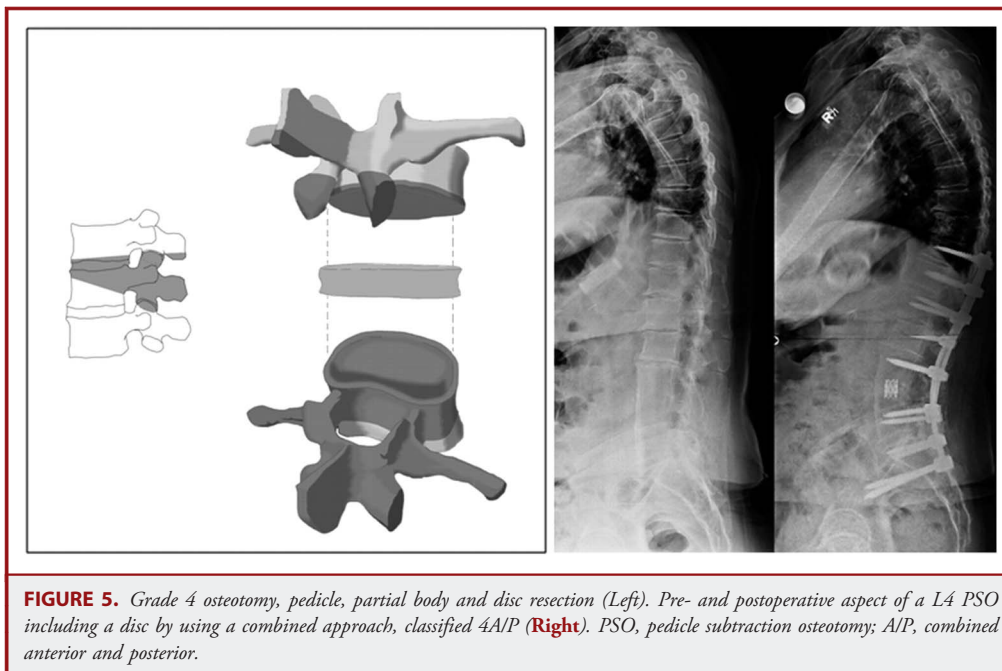 FIGURE 5. Grade 4 osteotomy, pedicle, partial body and disc resection (Left). Pre- and postoperative aspect of a L4 PSO
including a disc by using a combined approach, classified 4A/P (Right). PSO, pedicle subtraction osteotomy; A/P, combined
anterior and posterior.